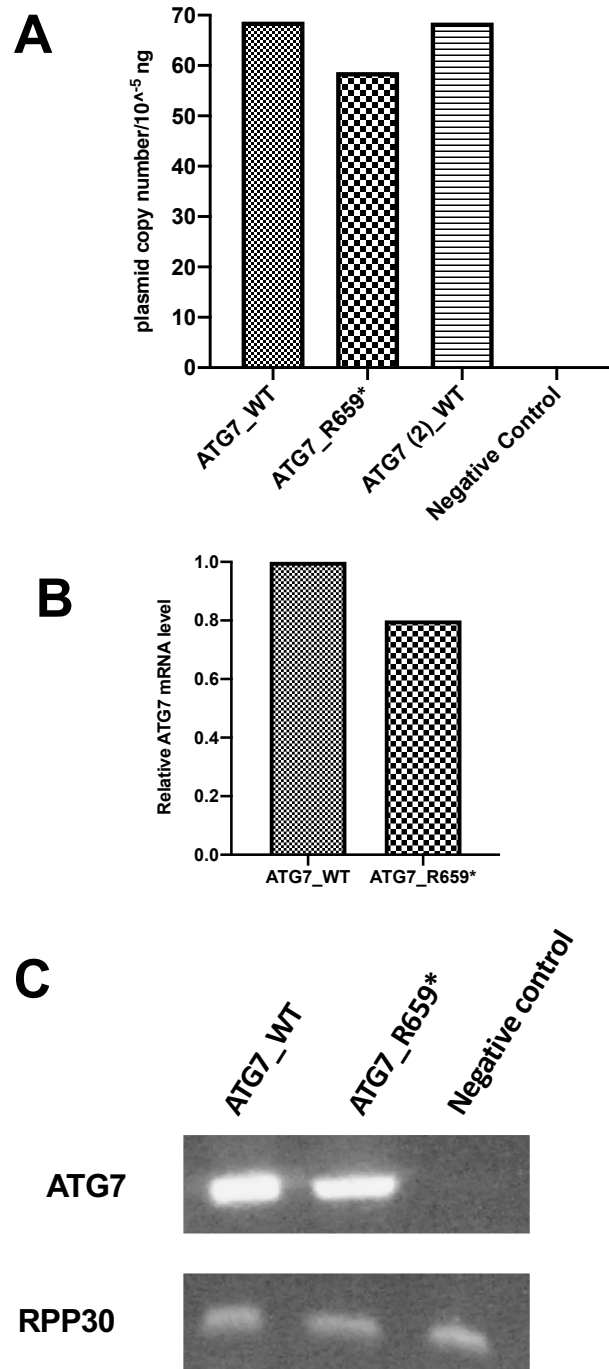 A
plasmid copy number/10^-5 ng
70
60
50
40
30
20
10
0
ATG7_WT
ATG7_R659*
ATG7 (2)_WT
Negative Control
B
Relative ATG7 mRNA level
1.0
0.8
0.6
0.4
0.2
0.0
ATG7_WT
ATG7_R659*
C
ATG7_WT
ATG7_R659*
Negative control
ATG7
RPP30